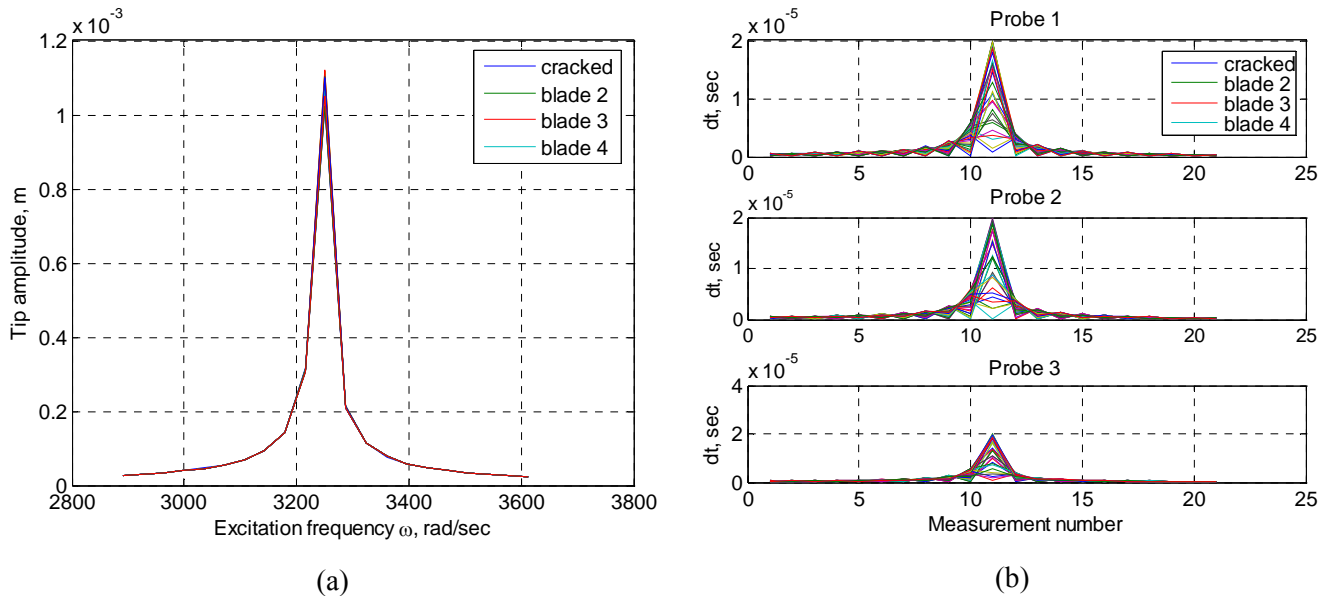 x 10⁻³
1.2
1
0.8
0.6
0.4
0.2
0
Tip amplitude, m
2800 3000 3200 3400 3600 3800
Excitation frequency ω, rad/sec
cracked
blade 2
blade 3
blade 4
(a)
Probe 1
x 10⁻⁵
2
1
0
dt, sec
0 5 10 15 20 25
cracked
blade 2
blade 3
blade 4
Probe 2
x 10⁻⁵
2
1
0
dt, sec
0 5 10 15 20 25
Probe 3
x 10⁻⁵
4
2
0
dt, sec
0 5 10 15 20 25
Measurement number
(b)